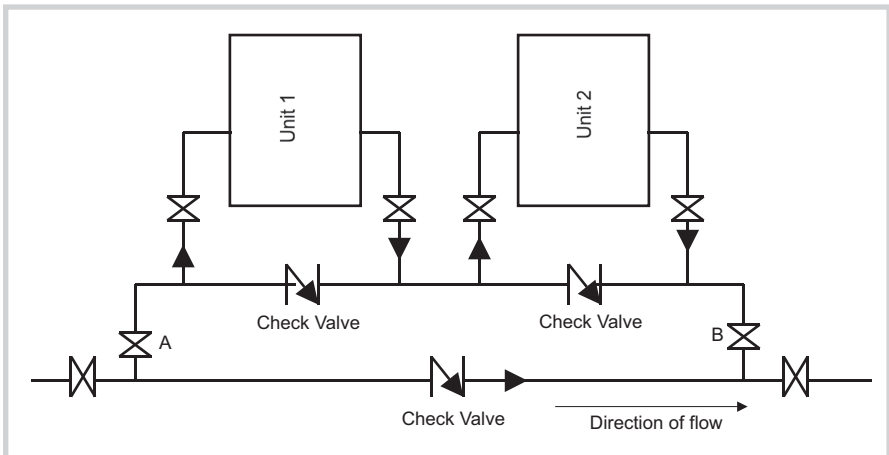 Unit 1
Unit 2
Check Valve
Check Valve
A
B
Check Valve
Direction of flow